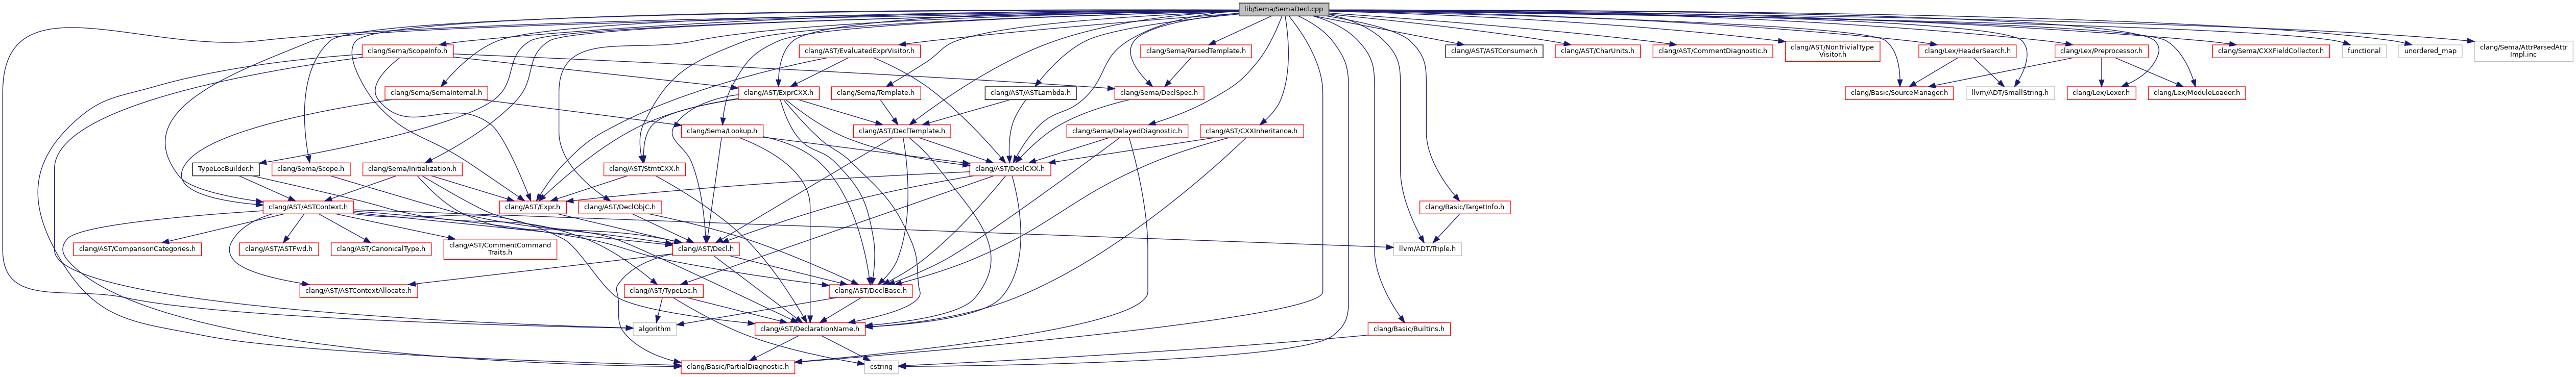 lib/Sema/SemaDecl.cpp
clang/Sema/ScopeInfo.h
clang/AST/EvaluatedExprVisitor.h
clang/Sema/ParsedTemplate.h
clang/AST/ASTConsumer.h
clang/AST/CharUnits.h
clang/AST/CommentDiagnostic.h
clang/AST/NonTrivialType
Visitor.h
clang/Lex/HeaderSearch.h
clang/Lex/Preprocessor.h
clang/Sema/CXXFieldCollector.h
functional
unordered_map
clang/Sema/AttrParsedAttr
Impl.inc
clang/Sema/SemaInternal.h
clang/AST/ExprCXX.h
clang/Sema/Template.h
clang/AST/ASTLambda.h
clang/Sema/DeclSpec.h
clang/Basic/SourceManager.h
llvm/ADT/SmallString.h
clang/Lex/Lexer.h
clang/Lex/ModuleLoader.h
clang/Sema/Lookup.h
clang/AST/DeclTemplate.h
clang/Sema/DelayedDiagnostic.h
clang/AST/CXXInheritance.h
TypeLocBuilder.h
clang/Sema/Scope.h
clang/Sema/Initialization.h
clang/AST/StmtCXX.h
clang/AST/DeclCXX.h
clang/AST/ASTContext.h
clang/AST/Expr.h
clang/AST/DeclObjC.h
clang/Basic/TargetInfo.h
clang/AST/ComparisonCategories.h
clang/AST/ASTFwd.h
clang/AST/CanonicalType.h
clang/AST/CommentCommand
Traits.h
clang/AST/Decl.h
llvm/ADT/Triple.h
clang/AST/ASTContextAllocate.h
clang/AST/TypeLoc.h
clang/AST/DeclBase.h
algorithm
clang/AST/DeclarationName.h
clang/Basic/Builtins.h
clang/Basic/PartialDiagnostic.h
cstring